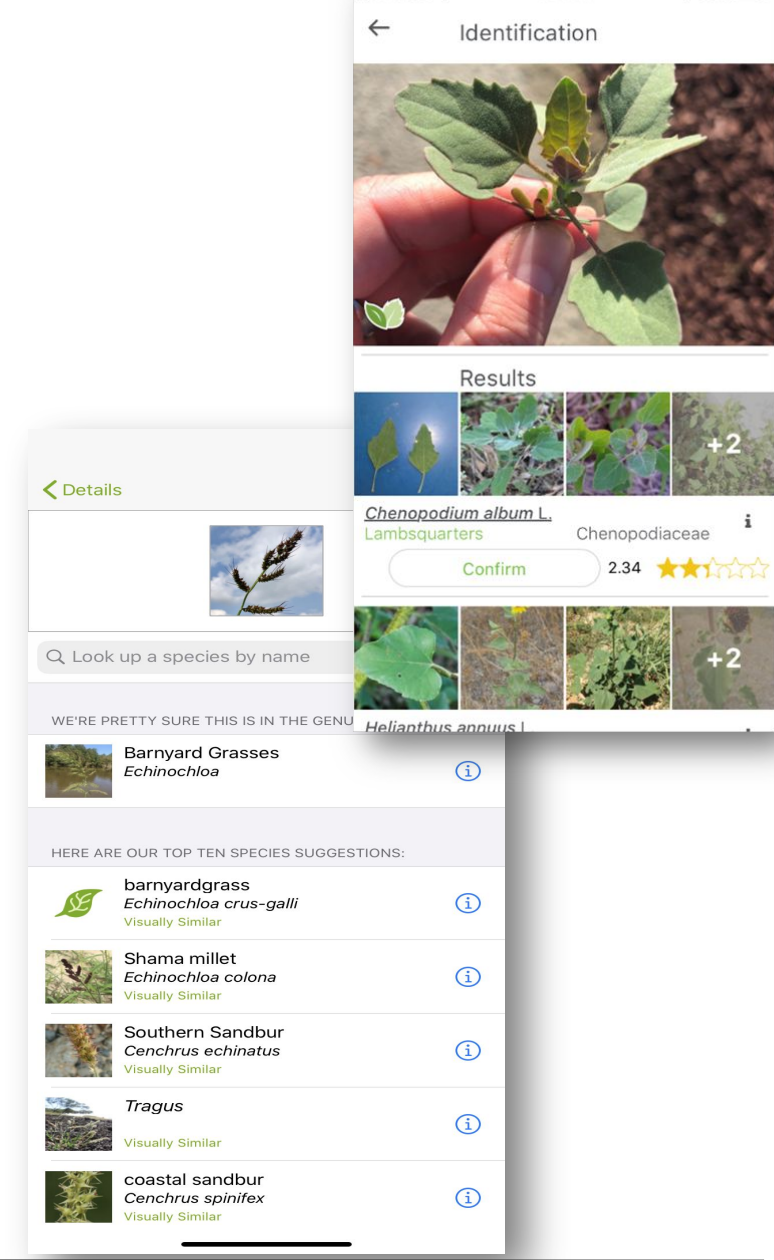 Identification
Results
+2
Chenopodium album L.
Lambsquarters
Chenopodiaceae
Confirm
2.34
+2
Helianthus annuus L.
Details
Look up a species by name
WE'RE PRETTY SURE THIS IS IN THE GENU
Barnyard Grasses
Echinochloa
HERE ARE OUR TOP TEN SPECIES SUGGESTIONS:
barnyardgrass
Echinochloa crus-galli
Visually Similar
Shama millet
Echinochloa colona
Visually Similar
Southern Sandbur
Cenchrus echinatus
Visually Similar
Tragus
Visually Similar
coastal sandbur
Cenchrus spinifex
Visually Similar